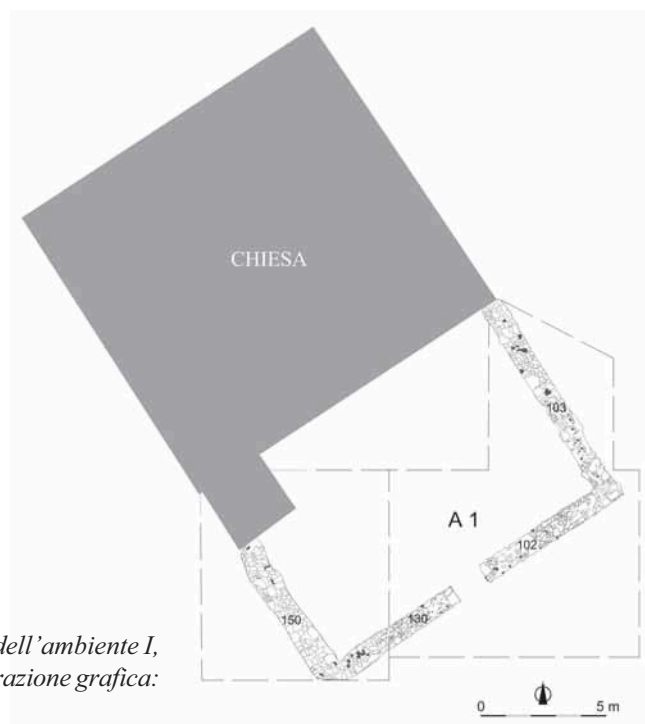 CHIESA
103
A 1
102
130
150
dell’ambiente I,
razione grafica:
0 5 m